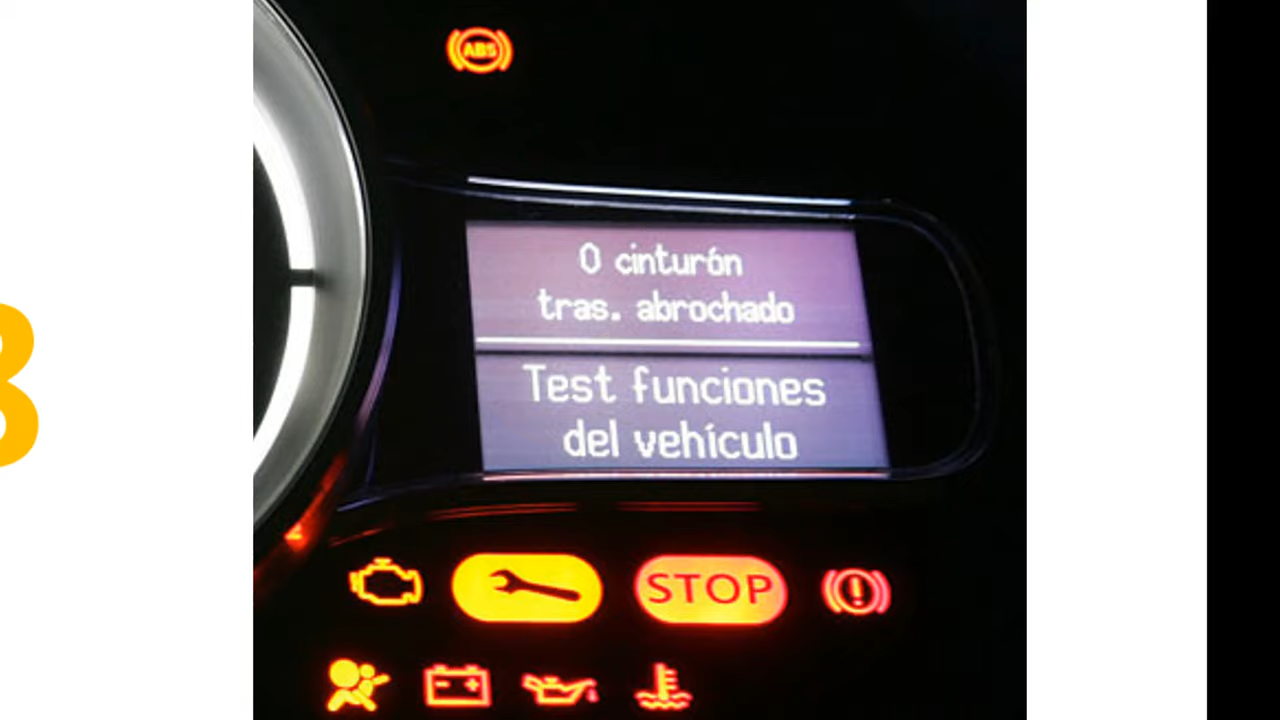 ABS
0 cinturón
tras. abrochado
Test funciones
del vehículo
STOP